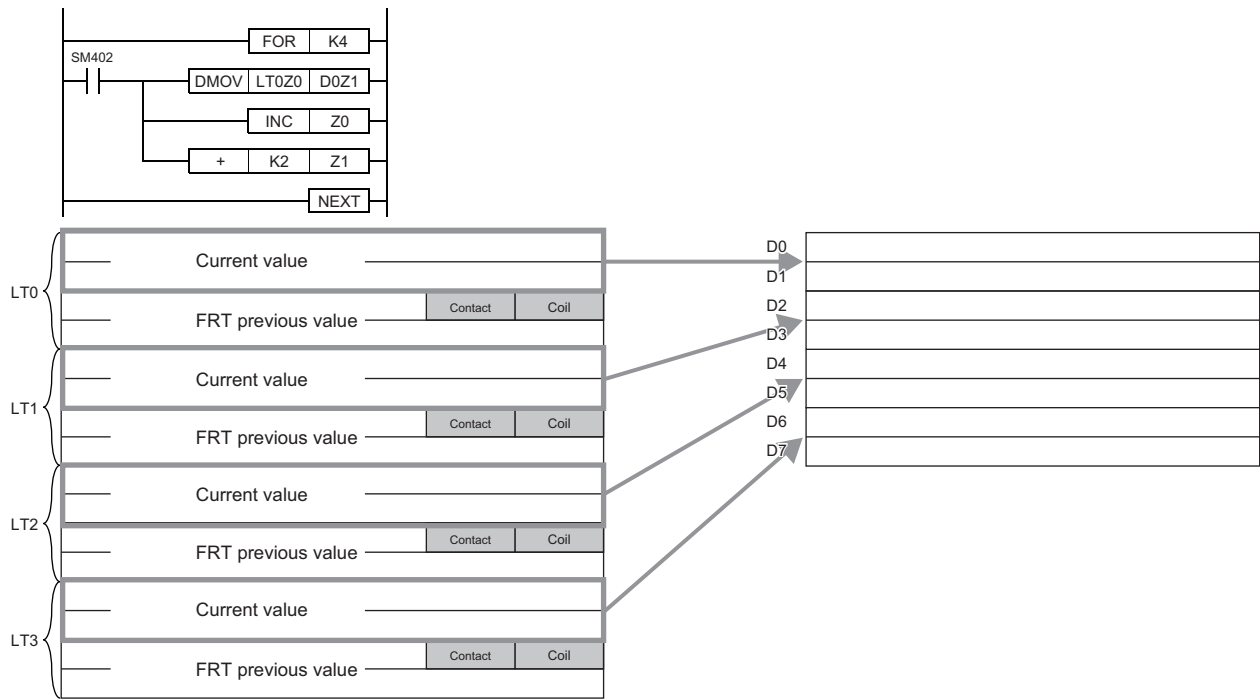 FOR K4
SM402
DMOV LT0Z0 D0Z1
INC Z0
+ K2 Z1
NEXT
LT0
Current value
FRT previous value
Contact Coil
LT1
Current value
FRT previous value
Contact Coil
LT2
Current value
FRT previous value
Contact Coil
LT3
Current value
FRT previous value
Contact Coil
D0
D1
D2
D3
D4
D5
D6
D7